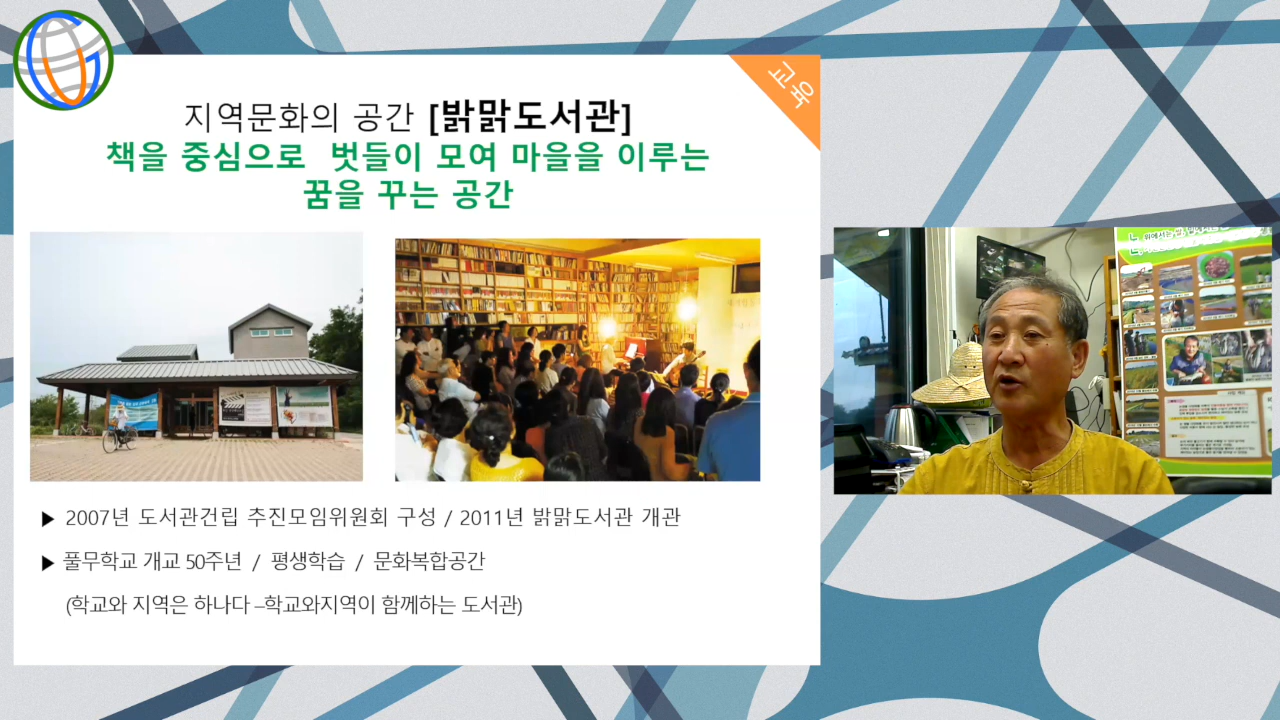 교육
지역문화의 공간 [밝맑도서관]
책을 중심으로 벗들이 모여 마을을 이루는
꿈을 꾸는 공간
▶ 2007년 도서관건립 추진모임위원회 구성 / 2011년 밝맑도서관 개관
▶ 풀무학교 개교 50주년 / 평생학습 / 문화복합공간
(학교와 지역은 하나다 –학교와지역이 함께하는 도서관)